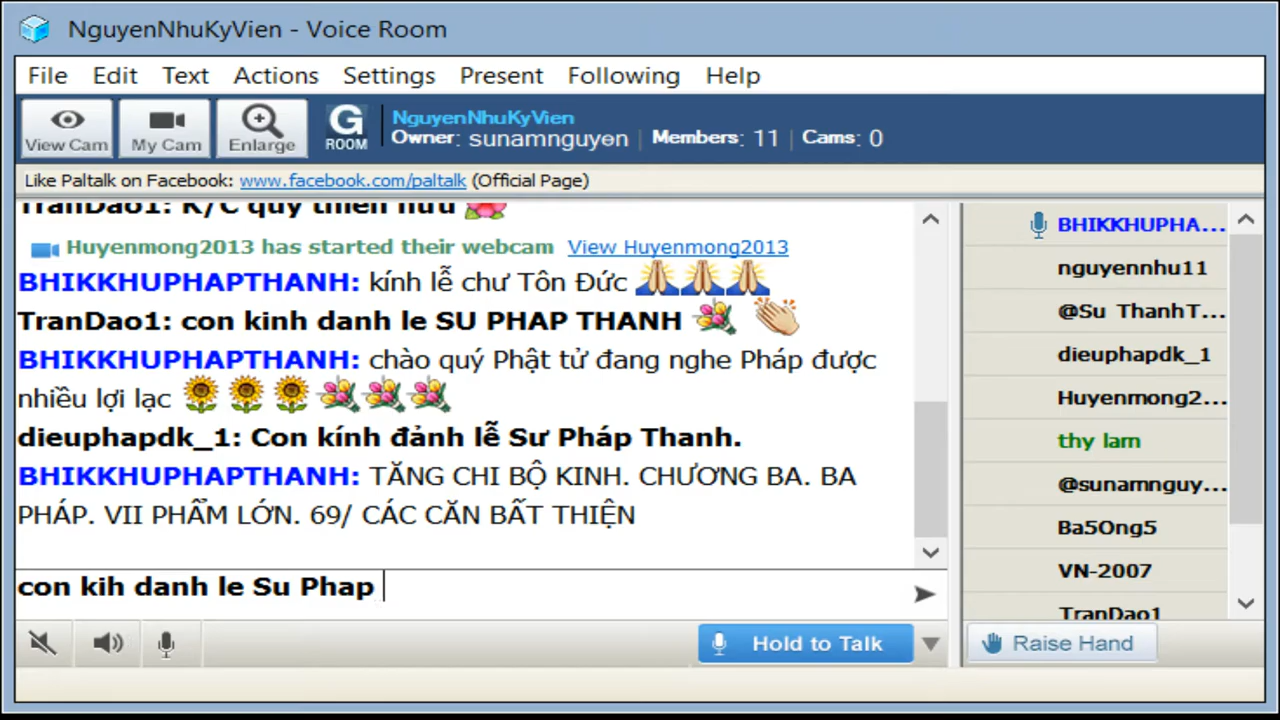 NguyenNhuKyVien - Voice Room
File Edit Text Actions Settings Present Following Help
View Cam My Cam Enlarge G ROOM
NguyenNhuKyVien
Owner: sunamnguyen | Members: 11 | Cams: 0
Like Paltalk on Facebook: www.facebook.com/paltalk (Official Page)
TranDao1: K/C quy thien huu
Huyenmong2013 has started their webcam View Huyenmong2013
BHIKKHUPHAPTHANH: kính lễ chư Tôn Đức
TranDao1: con kinh danh le SU PHAP THANH
BHIKKHUPHAPTHANH: chào quý Phật tử đang nghe Pháp được
nhiều lợi lạc
dieuphapdk_1: Con kính đảnh lễ Sư Pháp Thanh.
BHIKKHUPHAPTHANH: TĂNG CHI BỘ KINH. CHƯƠNG BA. BA
PHÁP. VII PHẨM LỚN. 69/ CÁC CĂN BẤT THIỆN
con kih danh le Su Phap
Hold to Talk
BHIKKHUPHA...
nguyennhu11
@Su ThanhT...
dieuphapdk_1
Huyenmong2...
thy lam
@sunamnguy...
Ba5Ong5
VN-2007
TranDao1
Raise Hand